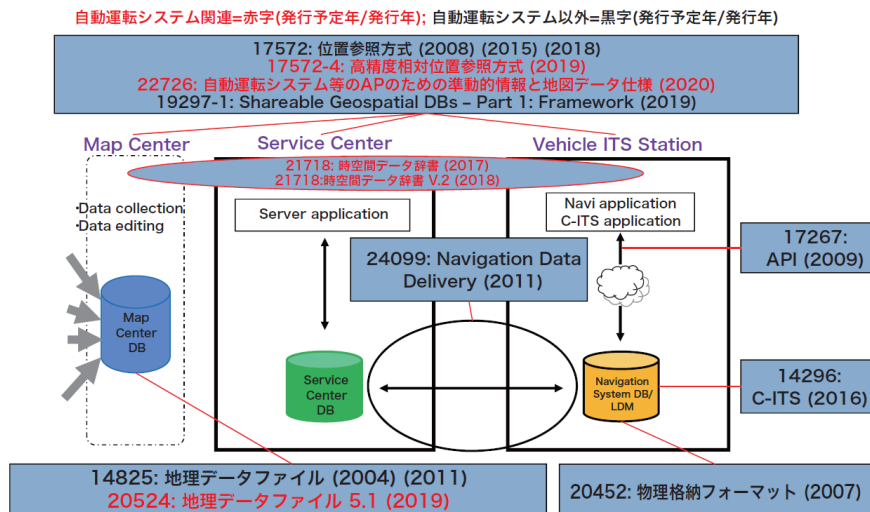 自動運転システム関連=赤字(発行予定年/発行年); 自動運転システム以外=黒字(発行予定年/発行年)
17572: 位置参照方式 (2008) (2015) (2018)
17572-4: 高精度相対位置参照方式 (2019)
22726: 自動運転システム等のAPのための準動的情報と地図データ仕様 (2020)
19297-1: Shareable Geospatial DBs – Part 1: Framework (2019)
Map Center
Service Center
Vehicle ITS Station
21718: 時空間データ辞書 (2017)
21718:時空間データ辞書 V.2 (2018)
•Data collection
•Data editing
Server application
Navi application
C-ITS application
24099: Navigation Data
Delivery (2011)
17267:
API (2009)
Map
Center
DB
Service
Center
DB
Navigation
System DB/
LDM
14296:
C-ITS (2016)
14825: 地理データファイル (2004) (2011)
20524: 地理データファイル 5.1 (2019)
20452: 物理格納フォーマット (2007)